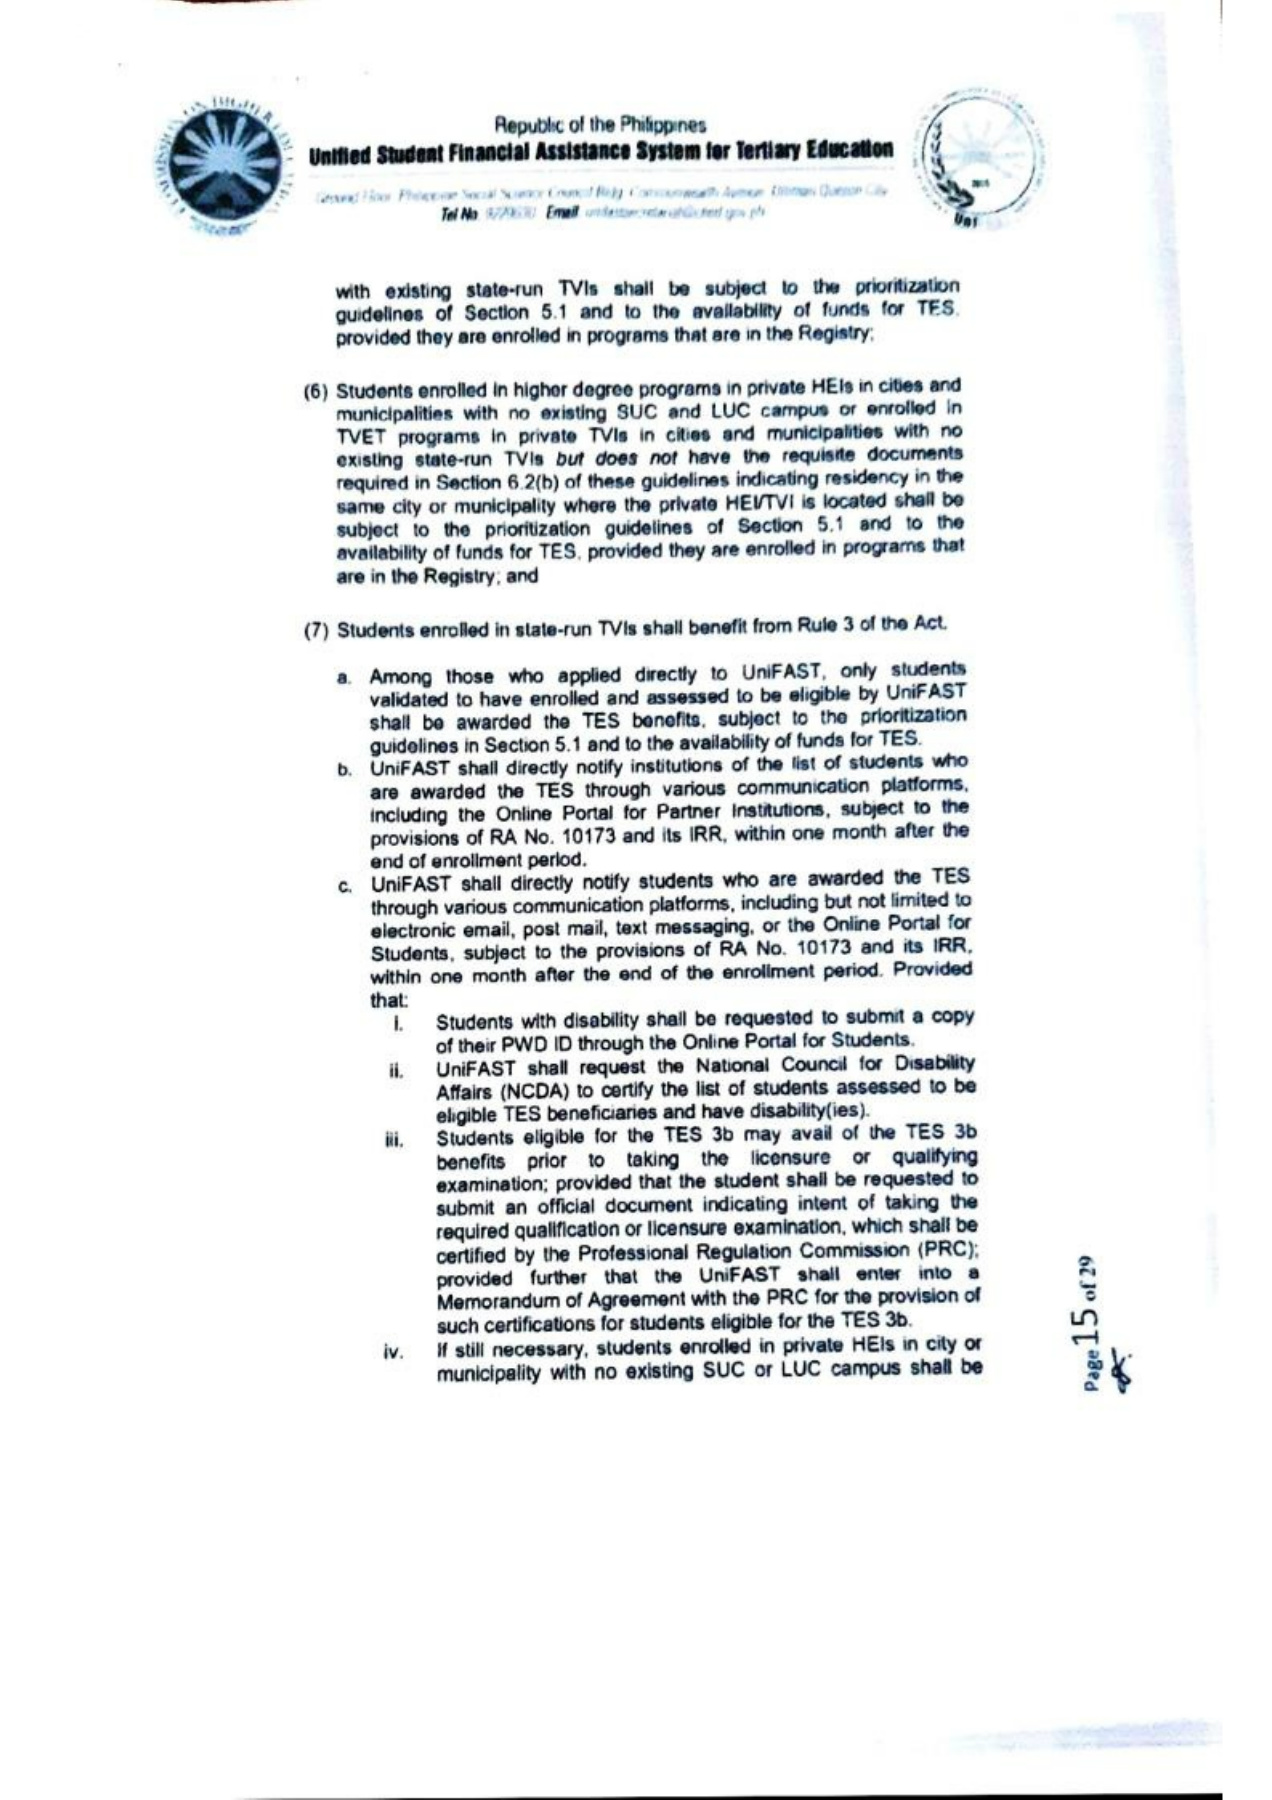 COMMISSION ON HIGHER EDUCATION
Republic of the Philippines
Unified Student Financial Assistance System for Tertiary Education
Ground Floor Philippine Social Science Council Bldg Commonwealth Avenue Diliman Quezon City
Tel No Email
2015
with existing state-run TVIs shall be subject to the prioritization
guidelines of Section 5.1 and to the availability of funds for TES,
provided they are enrolled in programs that are in the Registry;
(6) Students enrolled in higher degree programs in private HEIs in cities and
municipalities with no existing SUC and LUC campus or enrolled in
TVET programs in private TVIs in cities and municipalities with no
existing state-run TVIs but does not have the requisite documents
required in Section 6.2(b) of these guidelines indicating residency in the
same city or municipality where the private HEI/TVI is located shall be
subject to the prioritization guidelines of Section 5.1 and to the
availability of funds for TES, provided they are enrolled in programs that
are in the Registry; and
(7) Students enrolled in state-run TVIs shall benefit from Rule 3 of the Act.
a. Among those who applied directly to UniFAST, only students
validated to have enrolled and assessed to be eligible by UniFAST
shall be awarded the TES benefits, subject to the prioritization
guidelines in Section 5.1 and to the availability of funds for TES.
b. UniFAST shall directly notify institutions of the list of students who
are awarded the TES through various communication platforms,
including the Online Portal for Partner Institutions, subject to the
provisions of RA No. 10173 and its IRR, within one month after the
end of enrollment period.
c. UniFAST shall directly notify students who are awarded the TES
through various communication platforms, including but not limited to
electronic email, post mail, text messaging, or the Online Portal for
Students, subject to the provisions of RA No. 10173 and its IRR,
within one month after the end of the enrollment period. Provided
that:
i. Students with disability shall be requested to submit a copy
of their PWD ID through the Online Portal for Students.
ii. UniFAST shall request the National Council for Disability
Affairs (NCDA) to certify the list of students assessed to be
eligible TES beneficiaries and have disability(ies).
iii. Students eligible for the TES 3b may avail of the TES 3b
benefits prior to taking the licensure or qualifying
examination; provided that the student shall be requested to
submit an official document indicating intent of taking the
required qualification or licensure examination, which shall be
certified by the Professional Regulation Commission (PRC);
provided further that the UniFAST shall enter into a
Memorandum of Agreement with the PRC for the provision of
such certifications for students eligible for the TES 3b.
iv. If still necessary, students enrolled in private HEIs in city or
municipality with no existing SUC or LUC campus shall be
Page 15 of 29